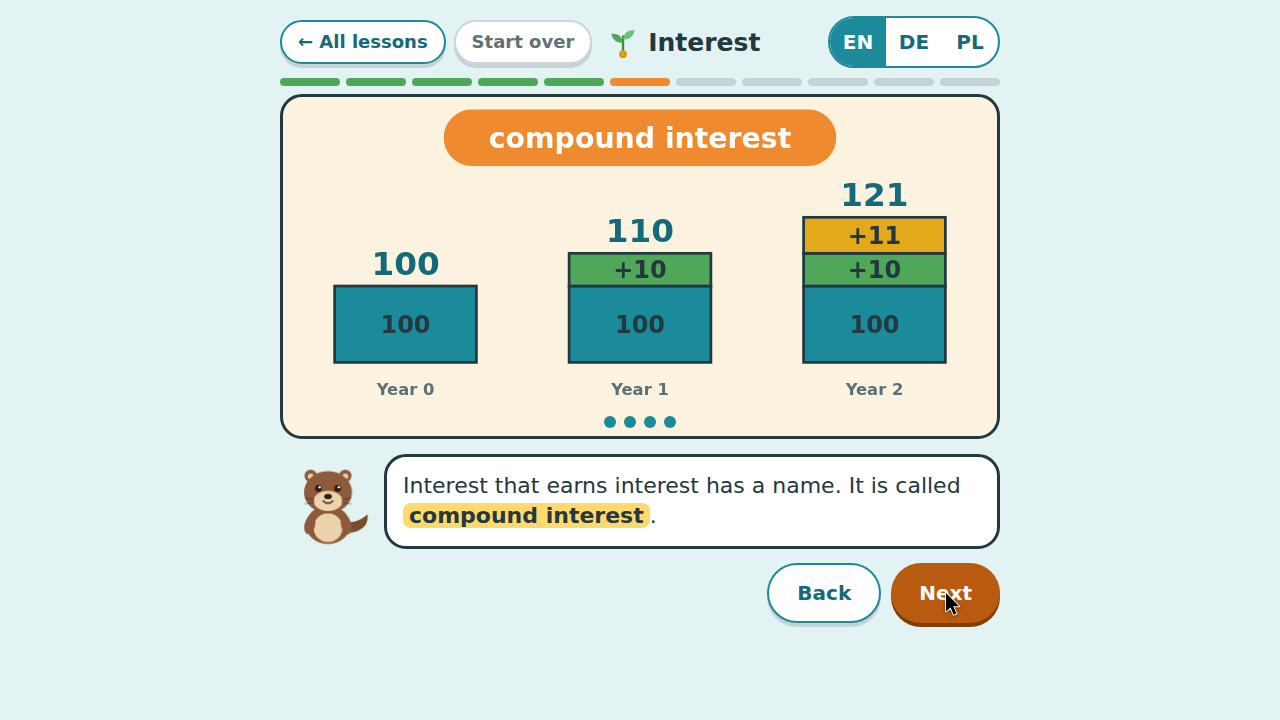 ← All lessons
Start over
Interest
EN DE PL
compound interest
100
110
121
+11
+10
+10
100
100
100
Year 0
Year 1
Year 2
Interest that earns interest has a name. It is called
compound interest.
Back
Next